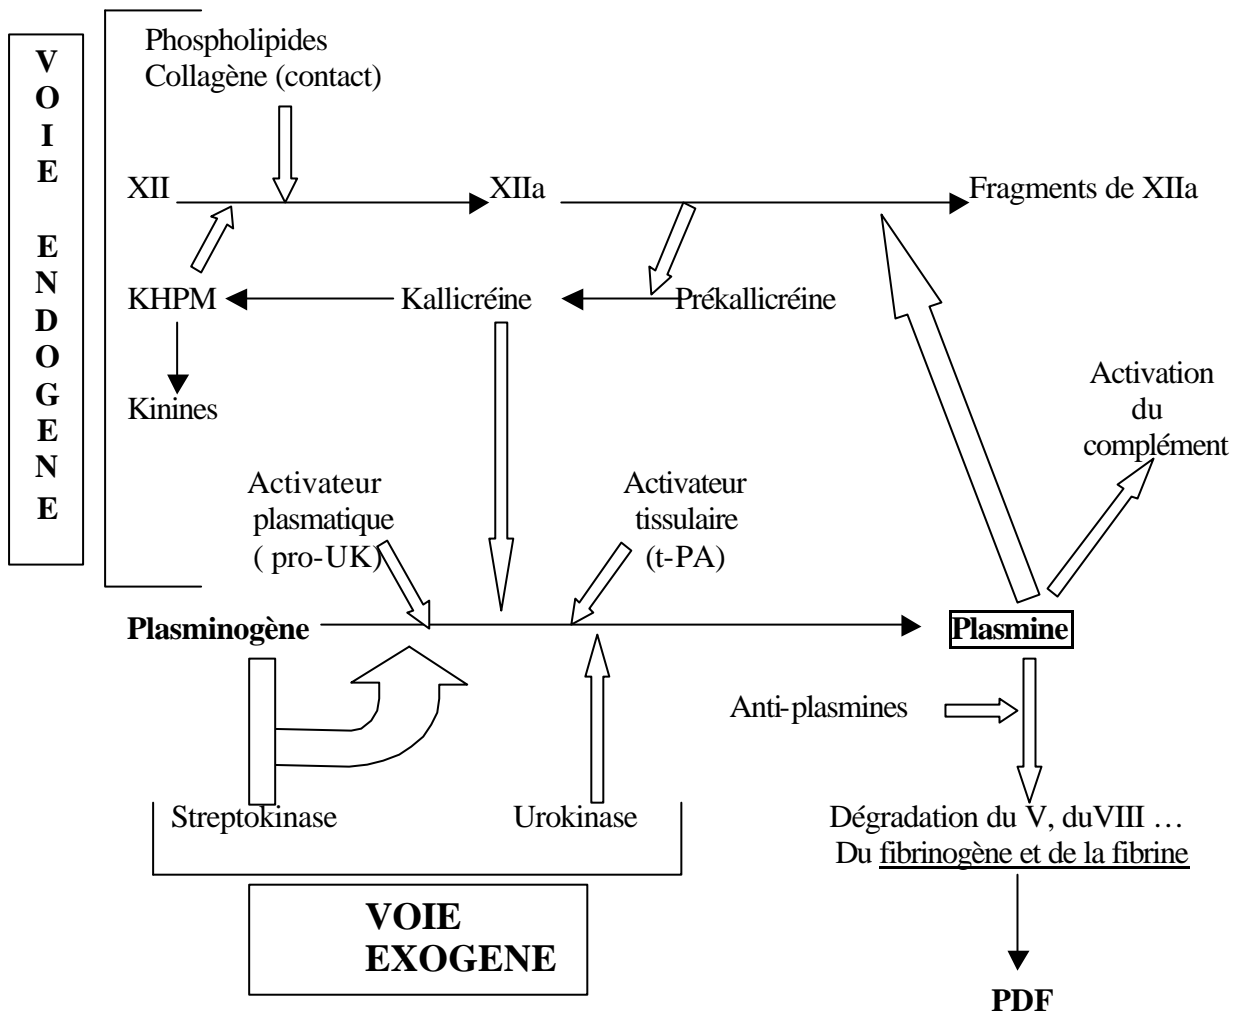 VOIE ENDOGENE
Phospholipides
Collagène (contact)
XII
XIIa
Fragments de XIIa
KHPM
Kallicréine
Prékallicréine
Kinines
Activation
du
complément
Activateur
plasmatique
( pro-UK)
Activateur
tissulaire
(t-PA)
Plasminogène
Plasmine
Anti-plasmines
Streptokinase
Urokinase
Dégradation du V, duVIII …
Du fibrinogène et de la fibrine
VOIE
EXOGENE
PDF